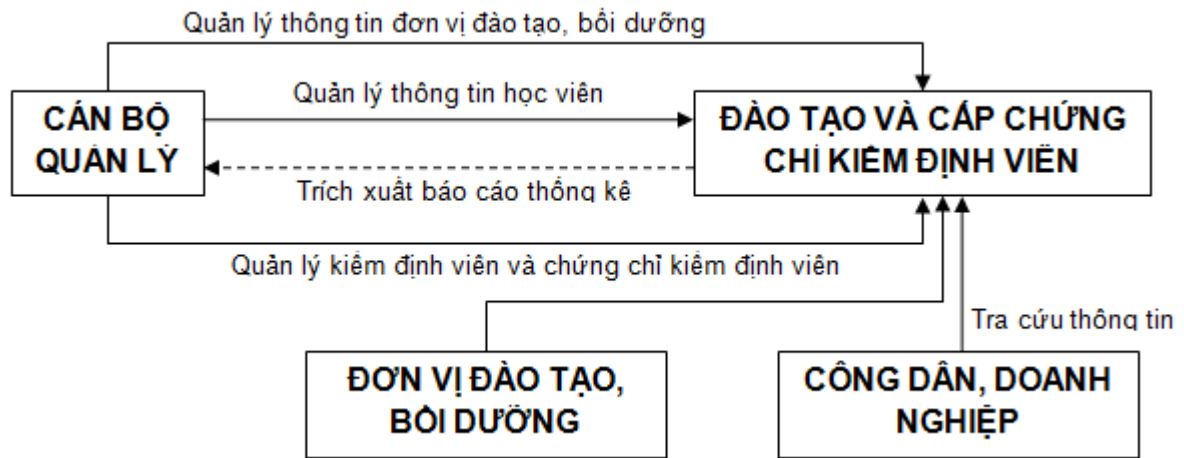 Quản lý thông tin đơn vị đào tạo, bồi dưỡng
Quản lý thông tin học viên
CÁN BỘ
QUẢN LÝ
ĐÀO TẠO VÀ CẤP CHỨNG
CHỈ KIỂM ĐỊNH VIÊN
Trích xuất báo cáo thống kê
Quản lý kiểm định viên và chứng chỉ kiểm định viên
Tra cứu thông tin
ĐƠN VỊ ĐÀO TẠO,
BỒI DƯỠNG
CÔNG DÂN, DOANH
NGHIỆP